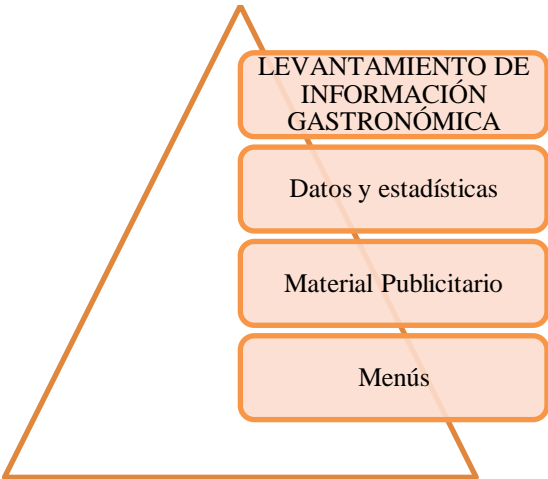 LEVANTAMIENTO DE
INFORMACIÓN
GASTRONÓMICA
Datos y estadísticas
Material Publicitario
Menús